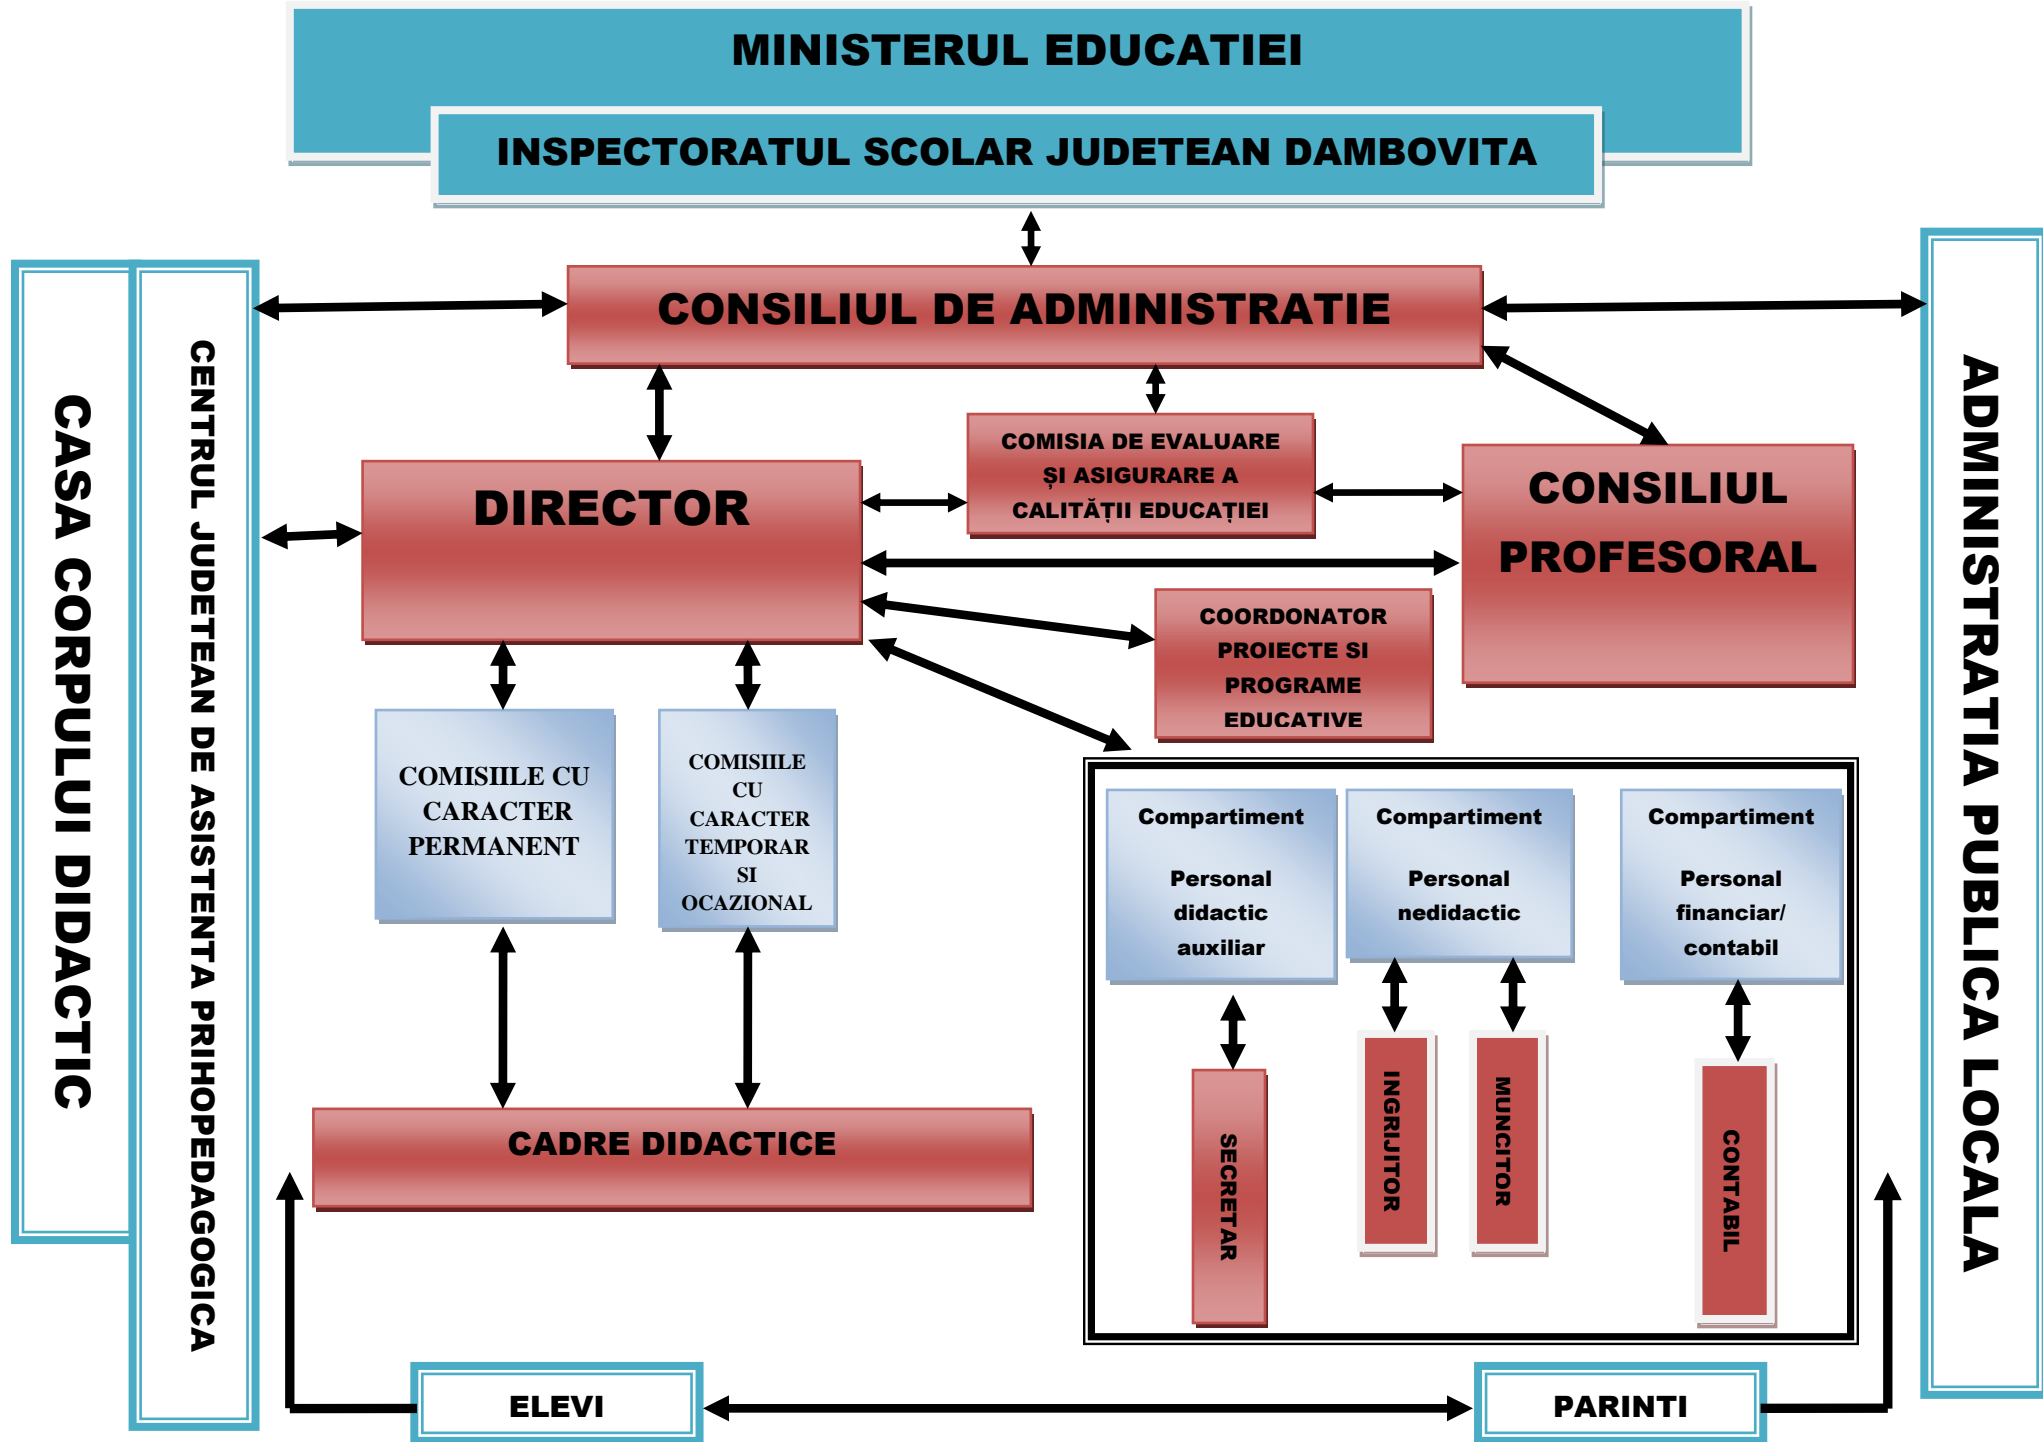 MINISTERUL EDUCATIEI
INSPECTORATUL SCOLAR JUDETEAN DAMBOVITA
CASA CORPULUI DIDACTIC
CENTRUL JUDETEAN DE ASISTENTA PRIHOPEDAGOGICA
CONSILIUL DE ADMINISTRATIE
ADMINISTRATIA PUBLICA LOCALA
DIRECTOR
COMISIA DE EVALUARE
ȘI ASIGURARE A
CALITĂȚII EDUCAȚIEI
CONSILIUL
PROFESORAL
COORDONATOR
PROIECTE SI
PROGRAME
EDUCATIVE
COMISIILE CU
CARACTER
PERMANENT
COMISIILE
CU
CARACTER
TEMPORAR
SI
OCAZIONAL
Compartiment
Personal
didactic
auxiliar
Compartiment
Personal
nedidactic
Compartiment
Personal
financiar/
contabil
SECRETAR
INGRIJITOR
MUNCITOR
CONTABIL
CADRE DIDACTICE
ELEVI
PARINTI